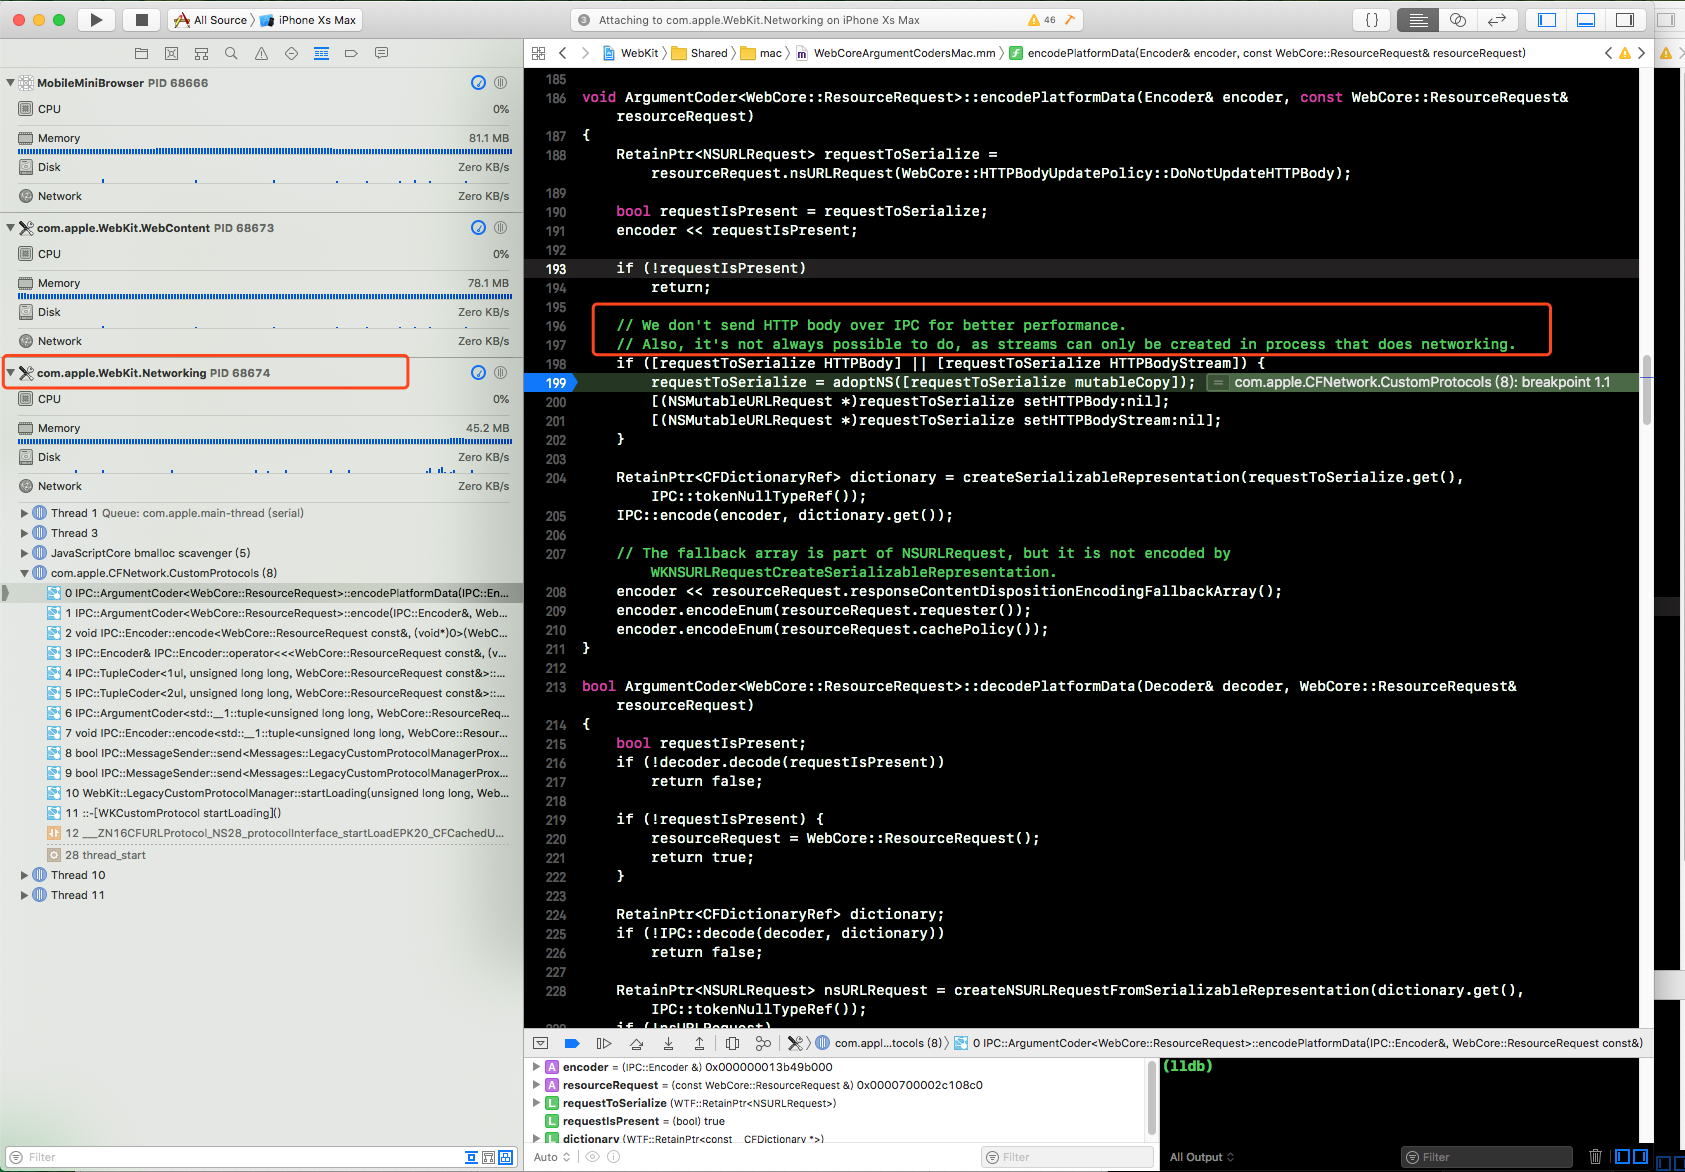 All Source 〉 iPhone Xs Max
3 Attaching to com.apple.WebKit.Networking on iPhone Xs Max 46
{ }
MobileMiniBrowser PID 68666
CPU 0%
Memory 81.1 MB
Disk Zero KB/s
Network Zero KB/s
com.apple.WebKit.WebContent PID 68673
CPU 0%
Memory 78.1 MB
Disk Zero KB/s
Network Zero KB/s
com.apple.WebKit.Networking PID 68674
CPU 0%
Memory 45.2 MB
Disk Zero KB/s
Network Zero KB/s
Thread 1 Queue: com.apple.main-thread (serial)
Thread 3
JavaScriptCore bmalloc scavenger (5)
com.apple.CFNetwork.CustomProtocols (8)
0 IPC::ArgumentCoder<WebCore::ResourceRequest>::encodePlatformData(IPC::En...
1 IPC::ArgumentCoder<WebCore::ResourceRequest>::encode(IPC::Encoder&, Web...
2 void IPC::Encoder::encode<WebCore::ResourceRequest const&, (void*)0>(WebC...
3 IPC::Encoder& IPC::Encoder::operator<<<WebCore::ResourceRequest const&, (v...
4 IPC::TupleCoder<1ul, unsigned long long, WebCore::ResourceRequest const&>::...
5 IPC::TupleCoder<2ul, unsigned long long, WebCore::ResourceRequest const&>::...
6 IPC::ArgumentCoder<std::__1::tuple<unsigned long long, WebCore::ResourceReq...
7 void IPC::Encoder::encode<std::__1::tuple<unsigned long long, WebCore::Resour...
8 bool IPC::MessageSender::send<Messages::LegacyCustomProtocolManagerProx...
9 bool IPC::MessageSender::send<Messages::LegacyCustomProtocolManagerProx...
10 WebKit::LegacyCustomProtocolManager::startLoading(unsigned long long, Web...
11 ::-[WKCustomProtocol startLoading]()
12 ___ZN16CFURLProtocol_NS28_protocolInterface_startLoadEPK20_CFCachedU...
28 thread_start
Thread 10
Thread 11
Filter
WebKit 〉 Shared 〉 mac 〉 m WebCoreArgumentCodersMac.mm 〉 f encodePlatformData(Encoder& encoder, const WebCore::ResourceRequest& resourceRequest)
185
186 void ArgumentCoder<WebCore::ResourceRequest>::encodePlatformData(Encoder& encoder, const WebCore::ResourceRequest&
resourceRequest)
187 {
188 RetainPtr<NSURLRequest> requestToSerialize =
resourceRequest.nsURLRequest(WebCore::HTTPBodyUpdatePolicy::DoNotUpdateHTTPBody);
189
190 bool requestIsPresent = requestToSerialize;
191 encoder << requestIsPresent;
192
193 if (!requestIsPresent)
194 return;
195
196 // We don't send HTTP body over IPC for better performance.
197 // Also, it's not always possible to do, as streams can only be created in process that does networking.
198 if ([requestToSerialize HTTPBody] || [requestToSerialize HTTPBodyStream]) {
199 requestToSerialize = adoptNS([requestToSerialize mutableCopy]); = com.apple.CFNetwork.CustomProtocols (8): breakpoint 1.1
200 [(NSMutableURLRequest *)requestToSerialize setHTTPBody:nil];
201 [(NSMutableURLRequest *)requestToSerialize setHTTPBodyStream:nil];
202 }
203
204 RetainPtr<CFDictionaryRef> dictionary = createSerializableRepresentation(requestToSerialize.get(),
IPC::tokenNullTypeRef());
205 IPC::encode(encoder, dictionary.get());
206
207 // The fallback array is part of NSURLRequest, but it is not encoded by
WKNSURLRequestCreateSerializableRepresentation.
208 encoder << resourceRequest.responseContentDispositionEncodingFallbackArray();
209 encoder.encodeEnum(resourceRequest.requester());
210 encoder.encodeEnum(resourceRequest.cachePolicy());
211 }
212
213 bool ArgumentCoder<WebCore::ResourceRequest>::decodePlatformData(Decoder& decoder, WebCore::ResourceRequest&
resourceRequest)
214 {
215 bool requestIsPresent;
216 if (!decoder.decode(requestIsPresent))
217 return false;
218
219 if (!requestIsPresent) {
220 resourceRequest = WebCore::ResourceRequest();
221 return true;
222 }
223
224 RetainPtr<CFDictionaryRef> dictionary;
225 if (!IPC::decode(decoder, dictionary))
226 return false;
227
228 RetainPtr<NSURLRequest> nsURLRequest = createNSURLRequestFromSerializableRepresentation(dictionary.get(),
IPC::tokenNullTypeRef());
229 if (!nsURLRequest)
com.appl...tocols (8) 〉 0 IPC::ArgumentCoder<WebCore::ResourceRequest>::encodePlatformData(IPC::Encoder&, WebCore::ResourceRequest const&)
A encoder = (IPC::Encoder &) 0x000000013b49b000
A resourceRequest = (const WebCore::ResourceRequest &) 0x0000700002c108c0
L requestToSerialize (WTF::RetainPtr<NSURLRequest>)
L requestIsPresent = (bool) true
L dictionary (WTF::RetainPtr<const __CFDictionary *>)
Auto Filter
(lldb)
All Output Filter